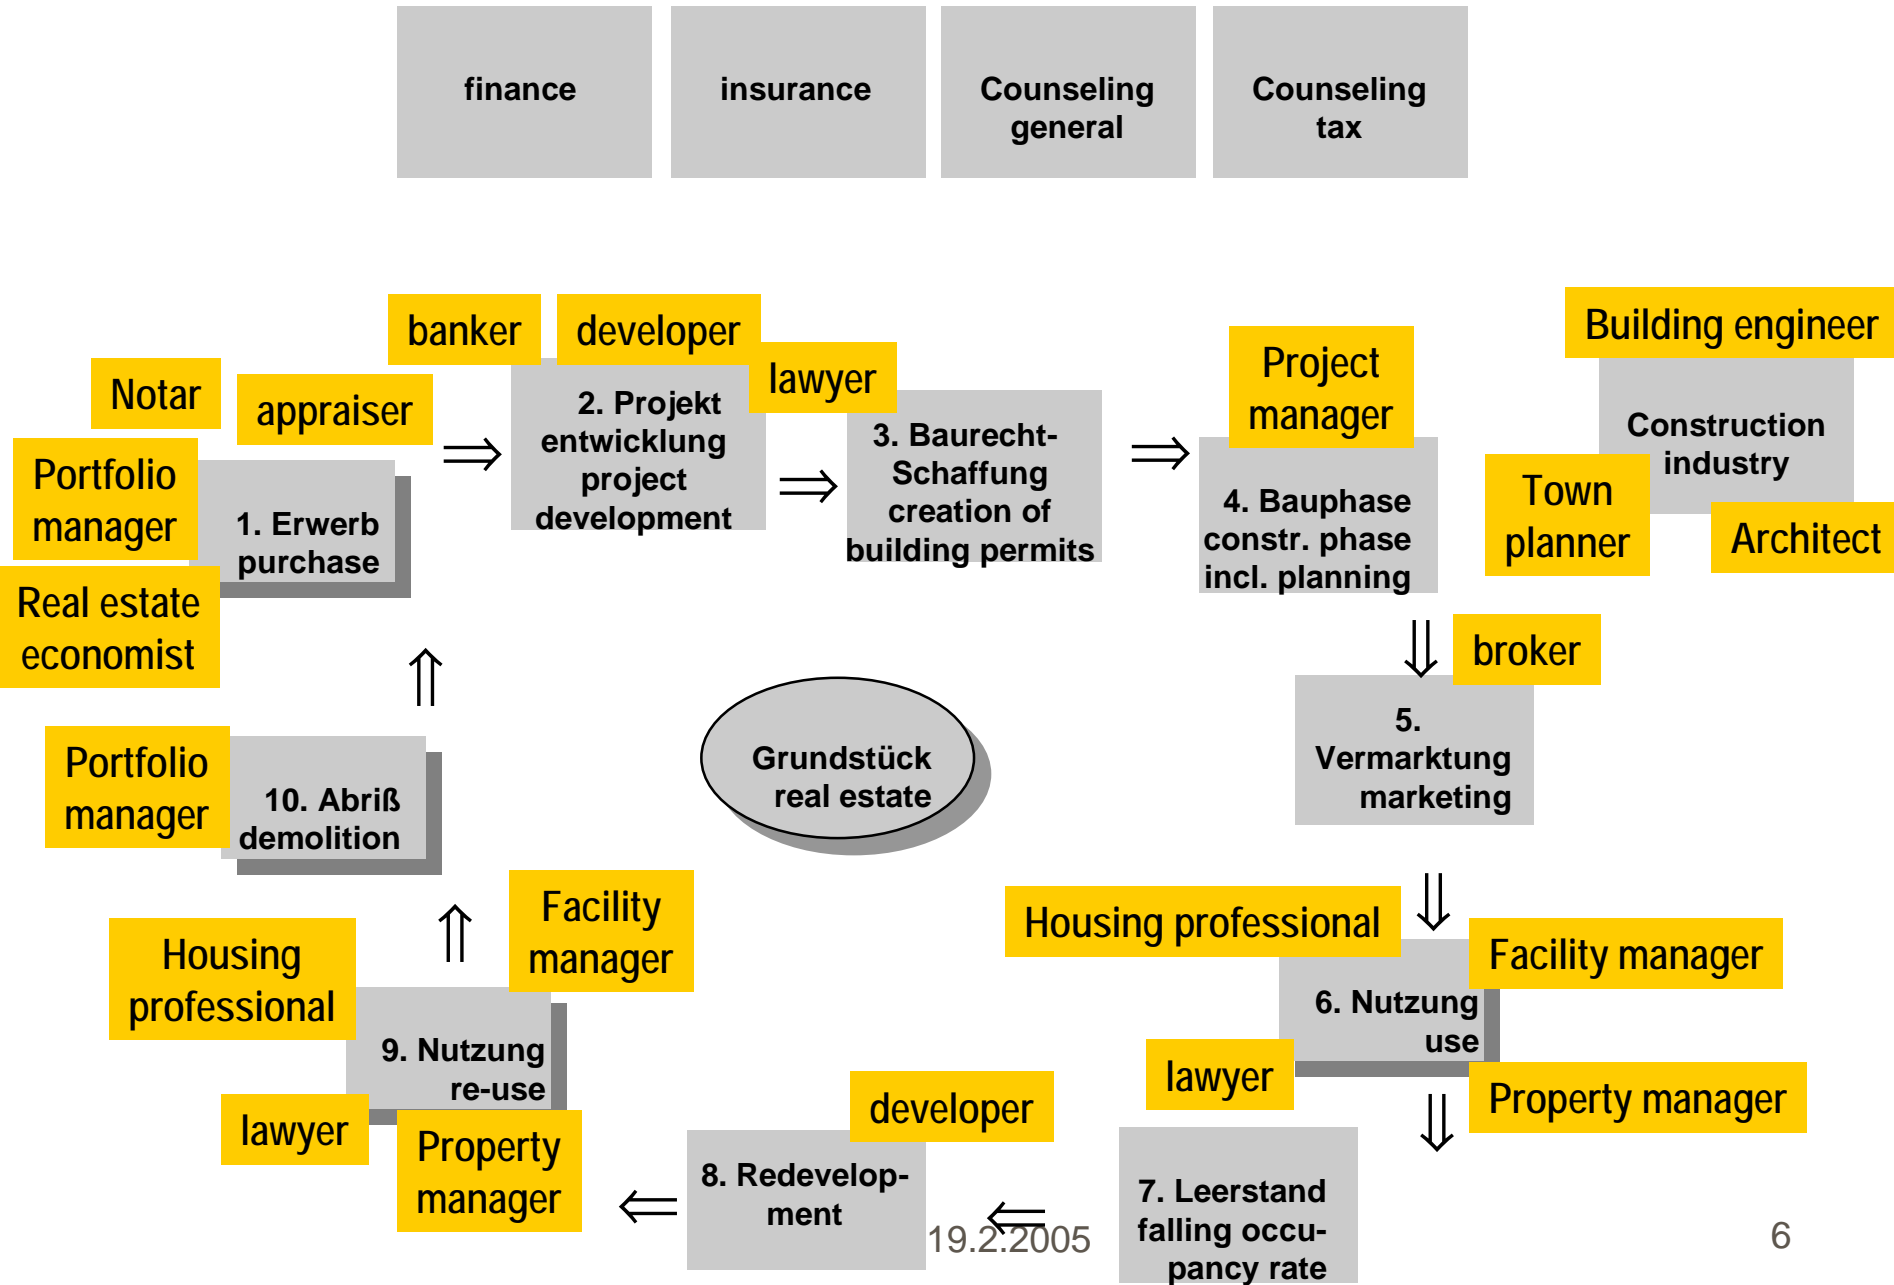 finance
insurance
Counseling
general
Counseling
tax
banker
developer
lawyer
Notar
appraiser
Portfolio
manager
Real estate
economist
1. Erwerb
purchase
2. Projekt
entwicklung
project
development
3. Baurecht-
Schaffung
creation of
building permits
Project
manager
4. Bauphase
constr. phase
incl. planning
Building engineer
Construction
industry
Town
planner
Architect
broker
5.
Vermarktung
marketing
Grundstück
real estate
Portfolio
manager
10. Abriß
demolition
Housing professional
Facility manager
6. Nutzung
use
lawyer
Property manager
Housing
professional
Facility
manager
9. Nutzung
re-use
lawyer
Property
manager
developer
8. Redevelop-
ment
7. Leerstand
falling occu-
pancy rate
19.2.2005
6